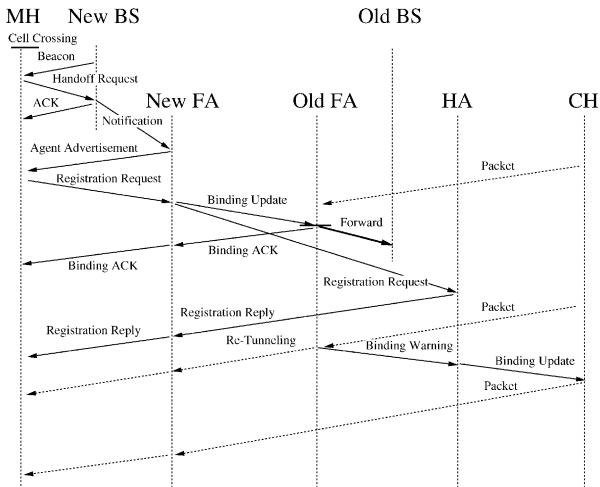 MH New BS Old BS
Cell Crossing
Beacon
Handoff Request
ACK
New FA Old FA HA CH
Notification
Agent Advertisement
Packet
Registration Request
Binding Update
Forward
Binding ACK
Binding ACK
Registration Request
Packet
Registration Reply
Registration Reply
Re-Tunneling
Binding Warning
Binding Update
Packet